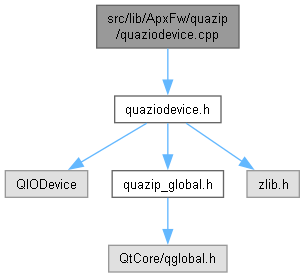 src/lib/ApxFw/quazip
/quaziodevice.cpp
quaziodevice.h
QIODevice
quazip_global.h
zlib.h
QtCore/qglobal.h